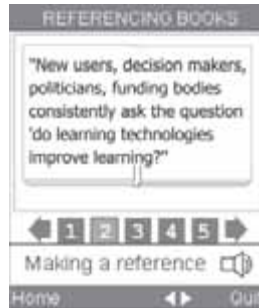 REFERENCING BOOKS
"New users, decision makers,
politicians, funding bodies
consistently ask the question
'do learning technologies
improve learning?"
1 2 3 4 5
Making a reference
Home Qui